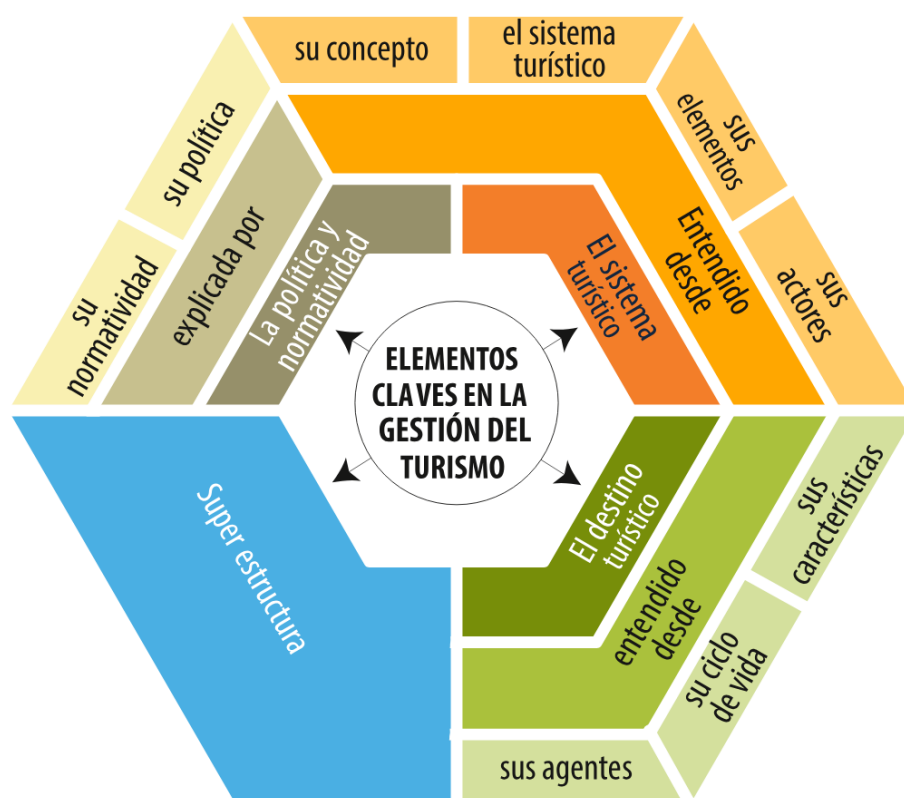 su concepto
el sistema
turístico
sus
elementos
sus
actores
su política
su
normatividad
explicada por
La política y
normatividad
El sistema
turístico
Entendido
desde
ELEMENTOS
CLAVES EN LA
GESTIÓN DEL
TURISMO
Super estructura
El destino
turístico
entendido
desde
sus
características
su ciclo
de vida
sus agentes